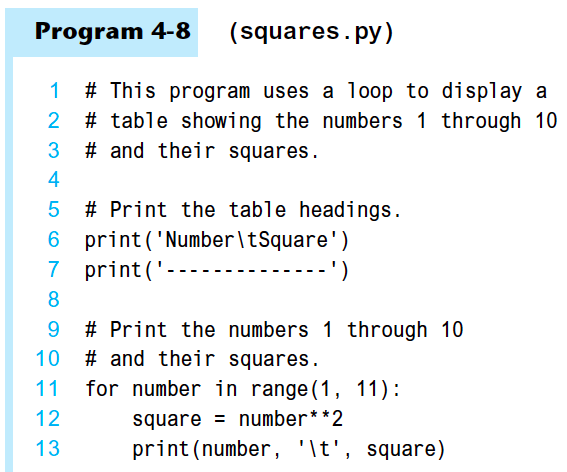 Program 4-8 (squares.py)
1 # This program uses a loop to display a
2 # table showing the numbers 1 through 10
3 # and their squares.
4
5 # Print the table headings.
6 print('Number\tSquare')
7 print('--------------')
8
9 # Print the numbers 1 through 10
10 # and their squares.
11 for number in range(1, 11):
12     square = number**2
13     print(number, '\t', square)